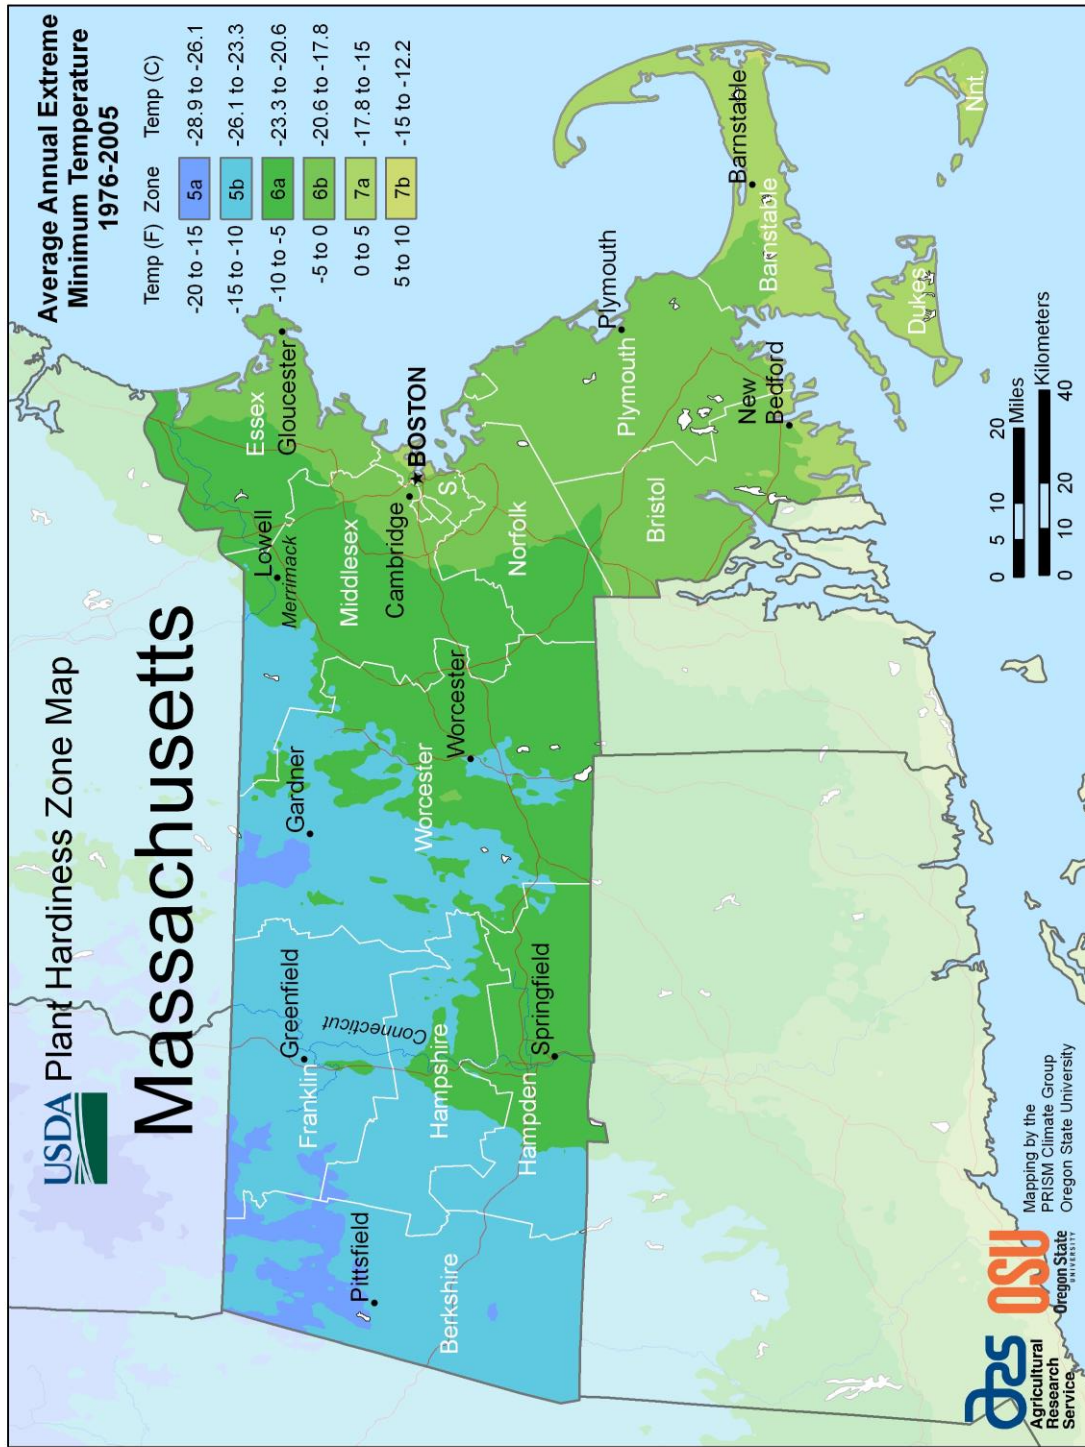 USDA Plant Hardiness Zone Map
Massachusetts
Average Annual Extreme
Minimum Temperature
1976-2005
Temp (F) Zone Temp (C)
-20 to -15 5a -28.9 to -26.1
-15 to -10 5b -26.1 to -23.3
-10 to -5 6a -23.3 to -20.6
-5 to 0 6b -20.6 to -17.8
0 to 5 7a -17.8 to -15
5 to 10 7b -15 to -12.2
Pittsfield
Berkshire
Greenfield
Franklin
Connecticut
Hampshire
Hampden
Springfield
Gardner
Worcester
Worcester
Lowell
Merrimack
Middlesex
Cambridge
Essex
Gloucester
BOSTON
S.
Norfolk
Bristol
Plymouth
Plymouth
New
Bedford
Barnstable
Barnstable
Dukes
Nnt.
0 5 10 20
Miles
0 10 20 40
Kilometers
ars
Agricultural
Research
Service
OSU
Oregon State
UNIVERSITY
Mapping by the
PRISM Climate Group
Oregon State University